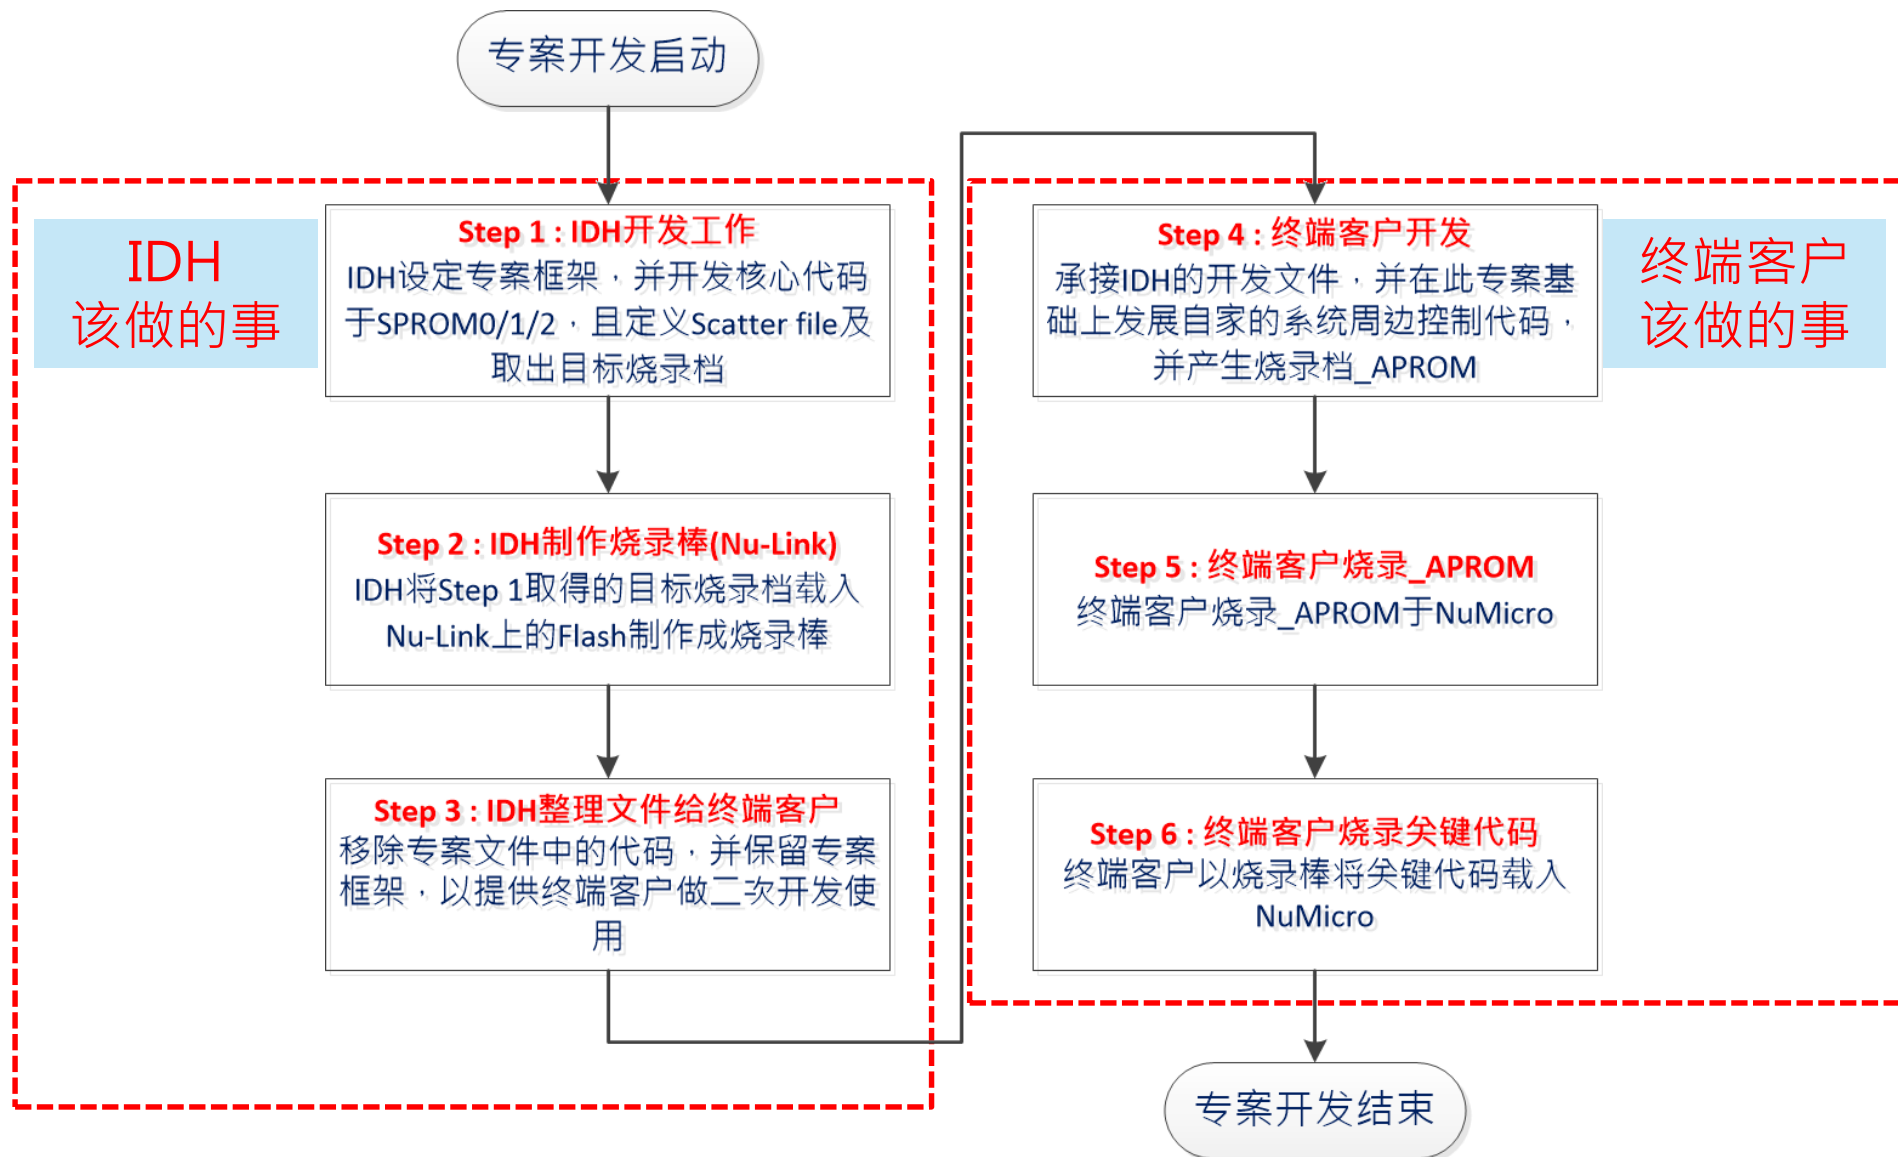 专案开发启动
IDH
该做的事
Step 1 : IDH开发工作
IDH设定专案框架，并开发核心代码
于SPROM0/1/2，且定义Scatter file及
取出目标烧录档
Step 2 : IDH制作烧录棒(Nu-Link)
IDH将Step 1取得的目标烧录档载入
Nu-Link上的Flash制作成烧录棒
Step 3 : IDH整理文件给终端客户
移除专案文件中的代码，并保留专案
框架，以提供终端客户做二次开发使
用
终端客户
该做的事
Step 4 : 终端客户开发
承接IDH的开发文件，并在此专案基
础上发展自家的系统周边控制代码，
并产生烧录档_APROM
Step 5 : 终端客户烧录_APROM
终端客户烧录_APROM于NuMicro
Step 6 : 终端客户烧录关键代码
终端客户以烧录棒将关键代码载入
NuMicro
专案开发结束